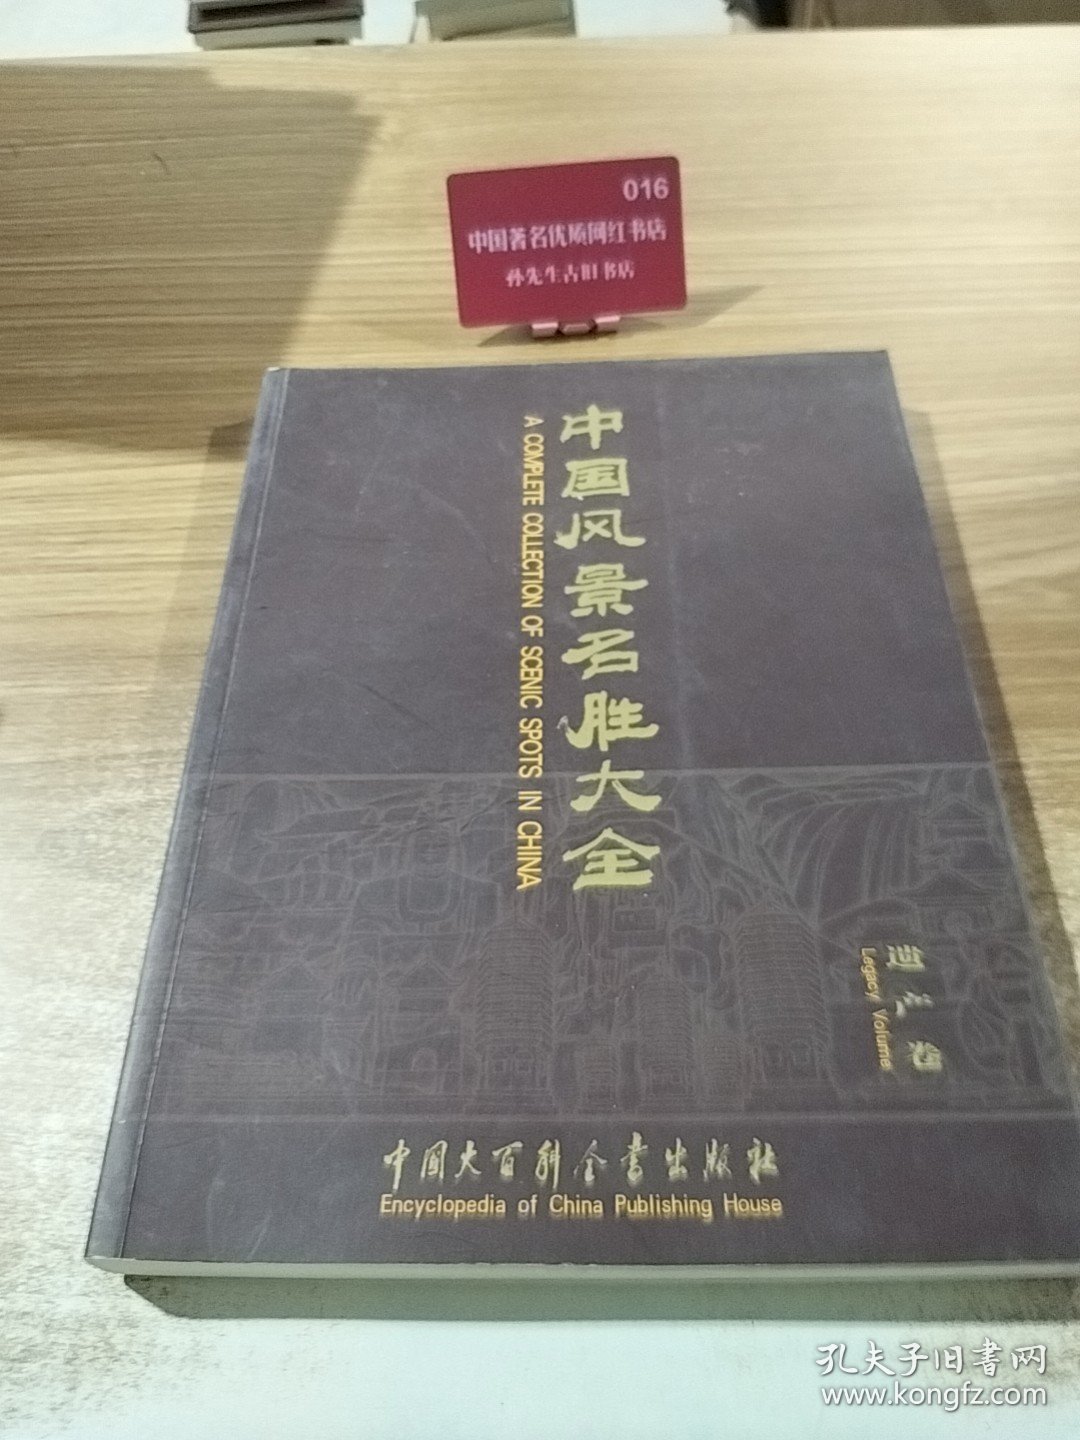 016
中国著名优质网红书店
孙先生古旧书店
中国风景名胜大全
A COMPLETE COLLECTION OF SCENIC SPOTS IN CHINA
遗产卷
Legacy Volume
中国大百科全书出版社
Encyclopedia of China Publishing House
孔夫子旧书网
www.kongfz.com